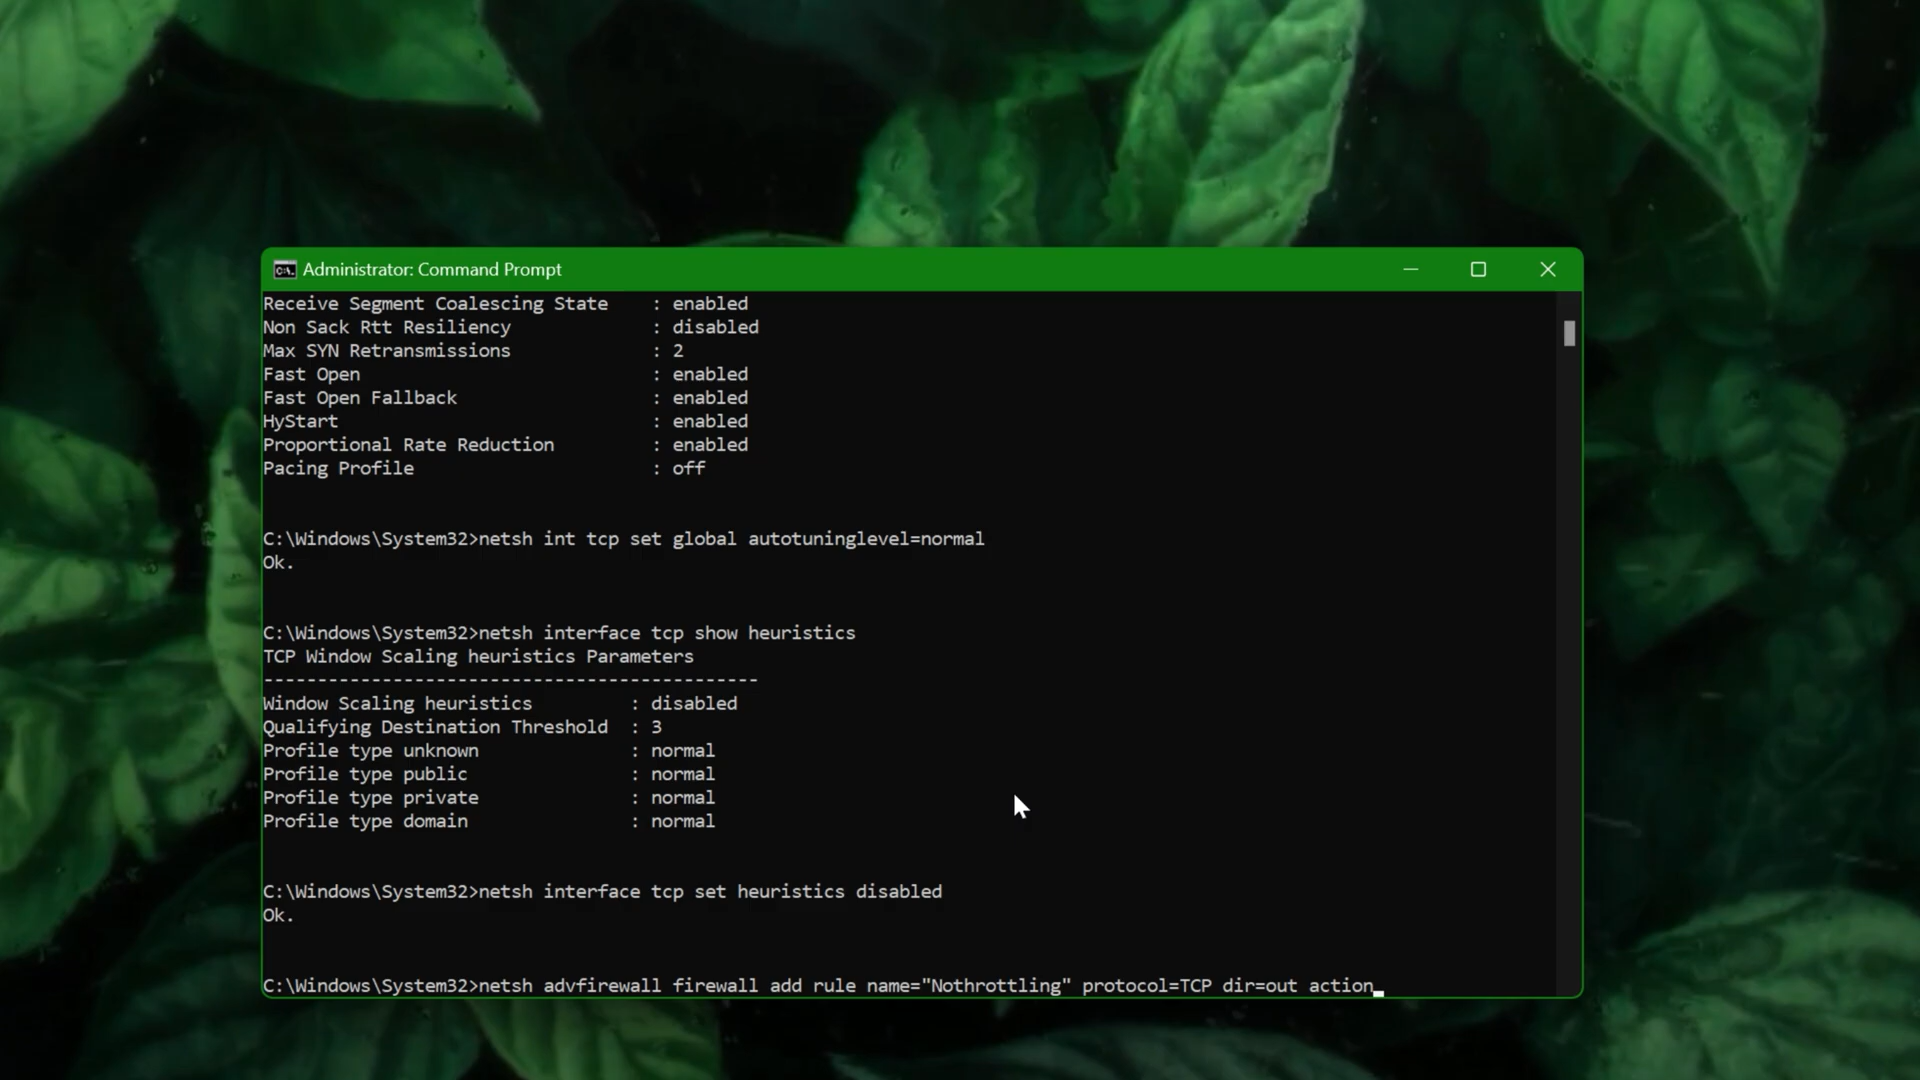 Administrator: Command Prompt
Receive Segment Coalescing State    : enabled
Non Sack Rtt Resiliency             : disabled
Max SYN Retransmissions             : 2
Fast Open                           : enabled
Fast Open Fallback                  : enabled
HyStart                             : enabled
Proportional Rate Reduction         : enabled
Pacing Profile                      : off
C:\Windows\System32>netsh int tcp set global autotuninglevel=normal
Ok.
C:\Windows\System32>netsh interface tcp show heuristics
TCP Window Scaling heuristics Parameters
----------------------------------------------
Window Scaling heuristics         : disabled
Qualifying Destination Threshold  : 3
Profile type unknown              : normal
Profile type public               : normal
Profile type private              : normal
Profile type domain               : normal
C:\Windows\System32>netsh interface tcp set heuristics disabled
Ok.
C:\Windows\System32>netsh advfirewall firewall add rule name="Nothrottling" protocol=TCP dir=out action